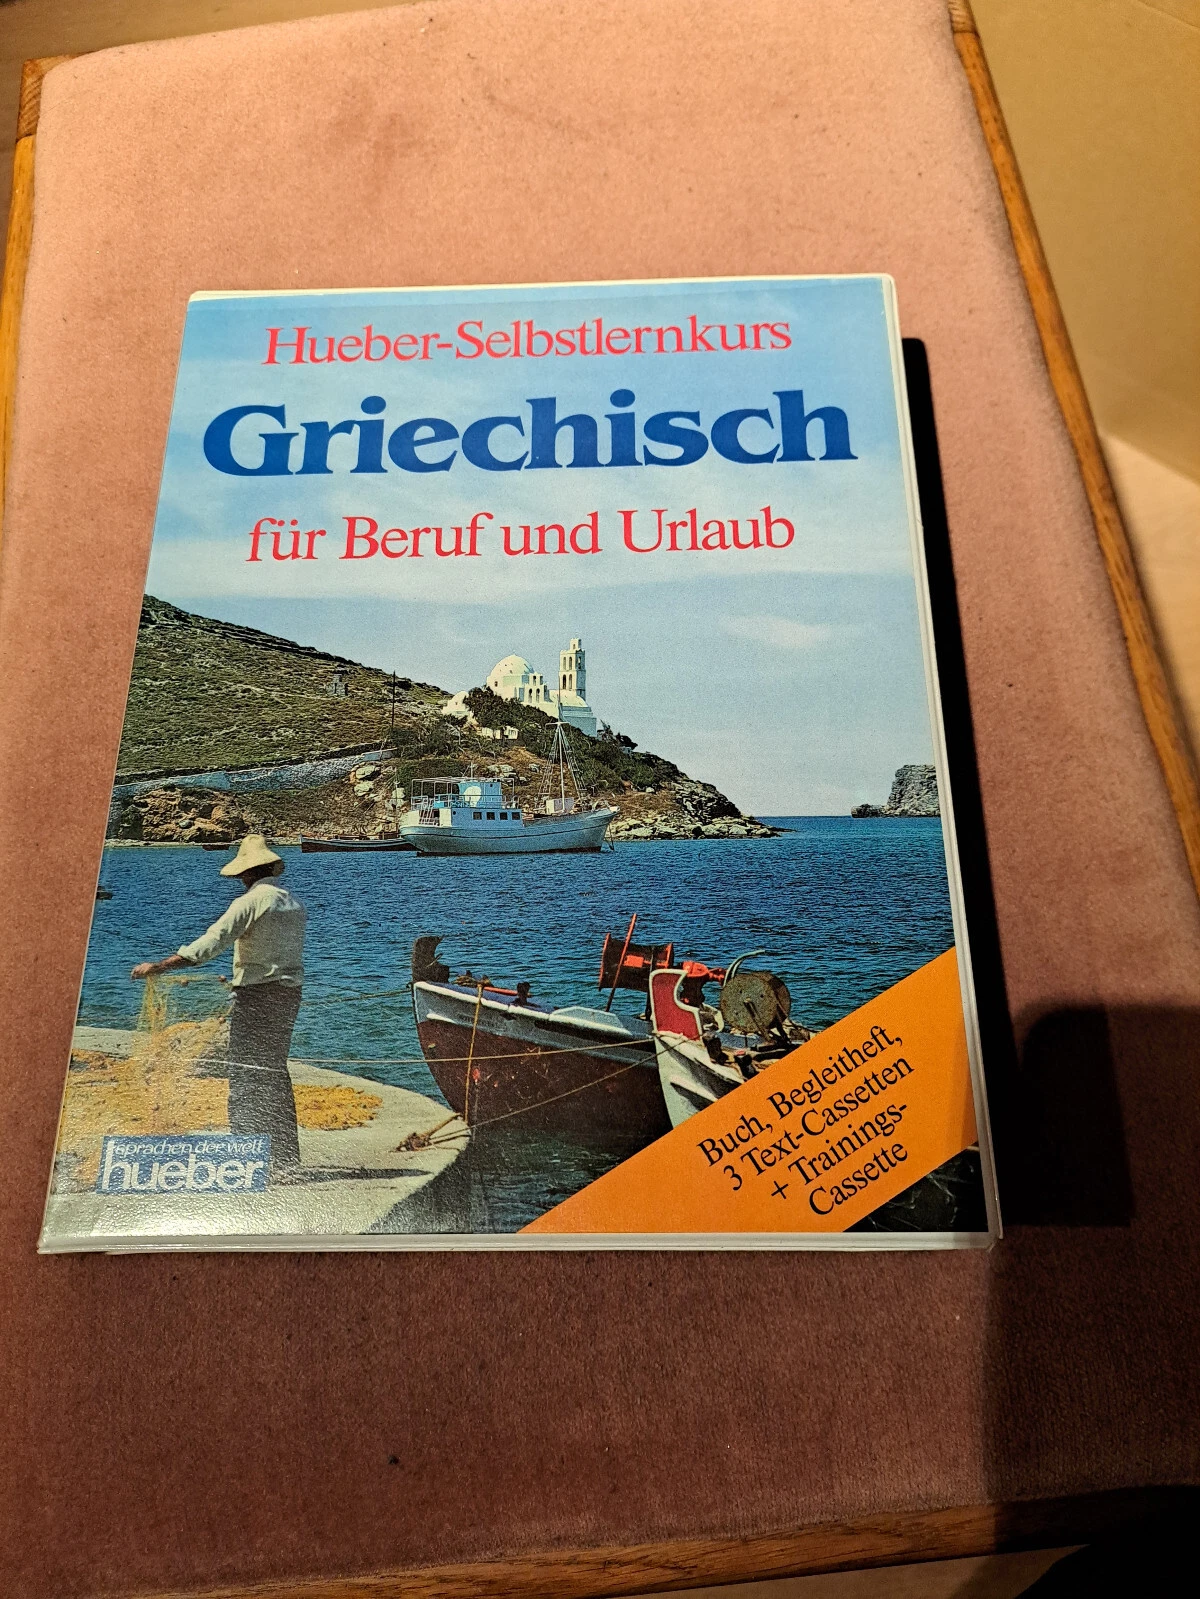 Hueber-Selbstlernkurs
Griechisch
für Beruf und Urlaub
Buch, Begleitheft,
3 Text-Cassetten
+ Trainings-
Cassette
sprachen der welt
hueber